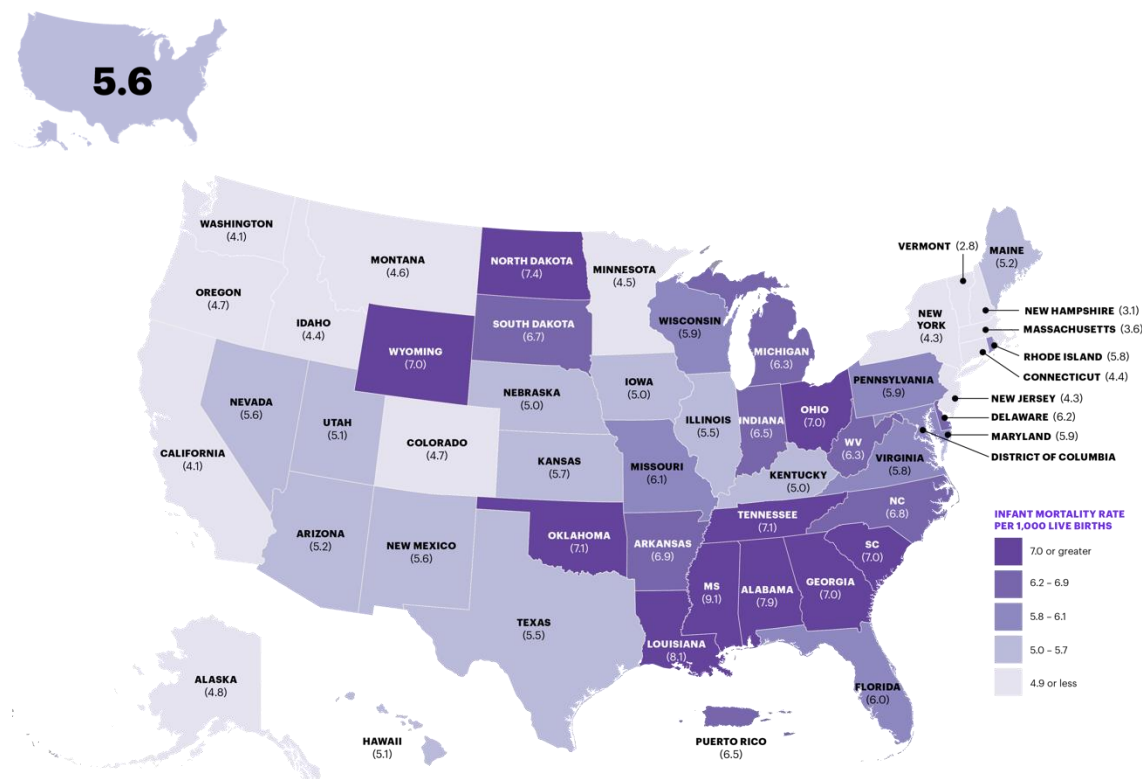 5.6
WASHINGTON
(4.1)
MONTANA
(4.6)
NORTH DAKOTA
(7.4)
MINNESOTA
(4.5)
VERMONT (2.8)
MAINE
(5.2)
OREGON
(4.7)
IDAHO
(4.4)
WYOMING
(7.0)
SOUTH DAKOTA
(6.7)
WISCONSIN
(5.9)
MICHIGAN
(6.3)
NEW
YORK
(4.3)
NEW HAMPSHIRE (3.1)
MASSACHUSETTS (3.6)
RHODE ISLAND (5.8)
CONNECTICUT (4.4)
NEW JERSEY (4.3)
DELAWARE (6.2)
MARYLAND (5.9)
DISTRICT OF COLUMBIA
NEVADA
(5.6)
UTAH
(5.1)
CALIFORNIA
(4.1)
COLORADO
(4.7)
NEBRASKA
(5.0)
IOWA
(5.0)
ILLINOIS
(5.5)
INDIANA
(6.5)
OHIO
(7.0)
PENNSYLVANIA
(5.9)
WV
(6.3)
VIRGINIA
(5.8)
KANSAS
(5.7)
MISSOURI
(6.1)
KENTUCKY
(5.0)
NC
(6.8)
TENNESSEE
(7.1)
ARIZONA
(5.2)
NEW MEXICO
(5.6)
OKLAHOMA
(7.1)
ARKANSAS
(6.9)
SC
(7.0)
MS
(9.1)
ALABAMA
(7.9)
GEORGIA
(7.0)
TEXAS
(5.5)
LOUISIANA
(8.1)
FLORIDA
(6.0)
ALASKA
(4.8)
HAWAII
(5.1)
PUERTO RICO
(6.5)
INFANT MORTALITY RATE
PER 1,000 LIVE BIRTHS
7.0 or greater
6.2 – 6.9
5.8 – 6.1
5.0 – 5.7
4.9 or less